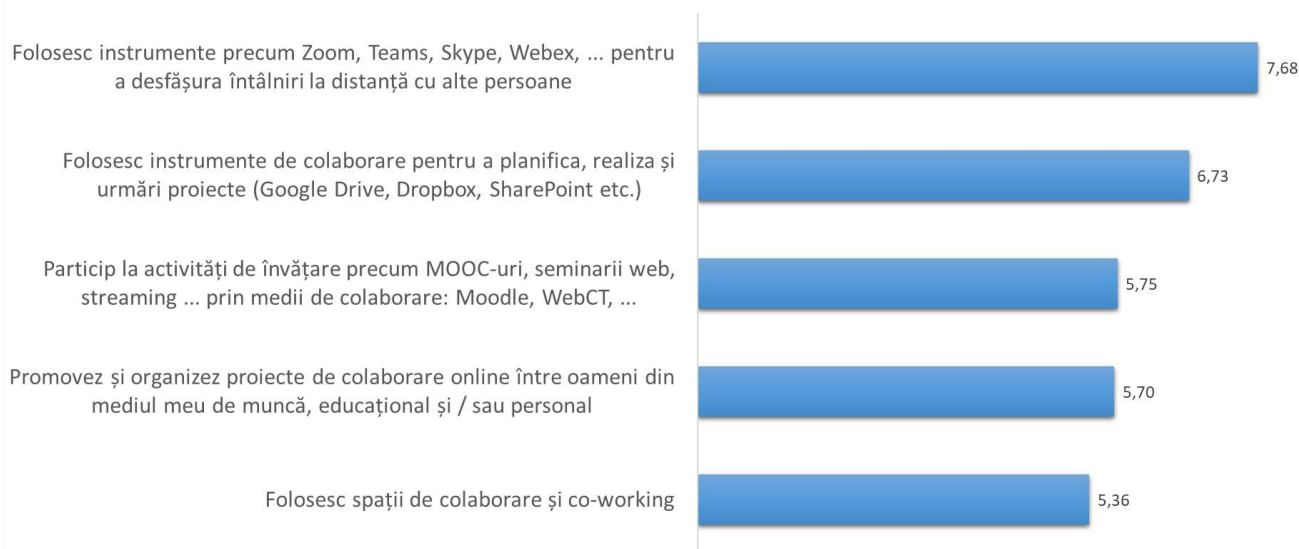 Folosesc instrumente precum Zoom, Teams, Skype, Webex, ... pentru
a desfășura întâlniri la distanță cu alte persoane
7,68
Folosesc instrumente de colaborare pentru a planifica, realiza și
urmări proiecte (Google Drive, Dropbox, SharePoint etc.)
6,73
Particip la activități de învățare precum MOOC-uri, seminarii web,
streaming ... prin medii de colaborare: Moodle, WebCT, ...
5,75
Promovez și organizez proiecte de colaborare online între oameni din
mediul meu de muncă, educațional și / sau personal
5,70
Folosesc spații de colaborare și co-working
5,36